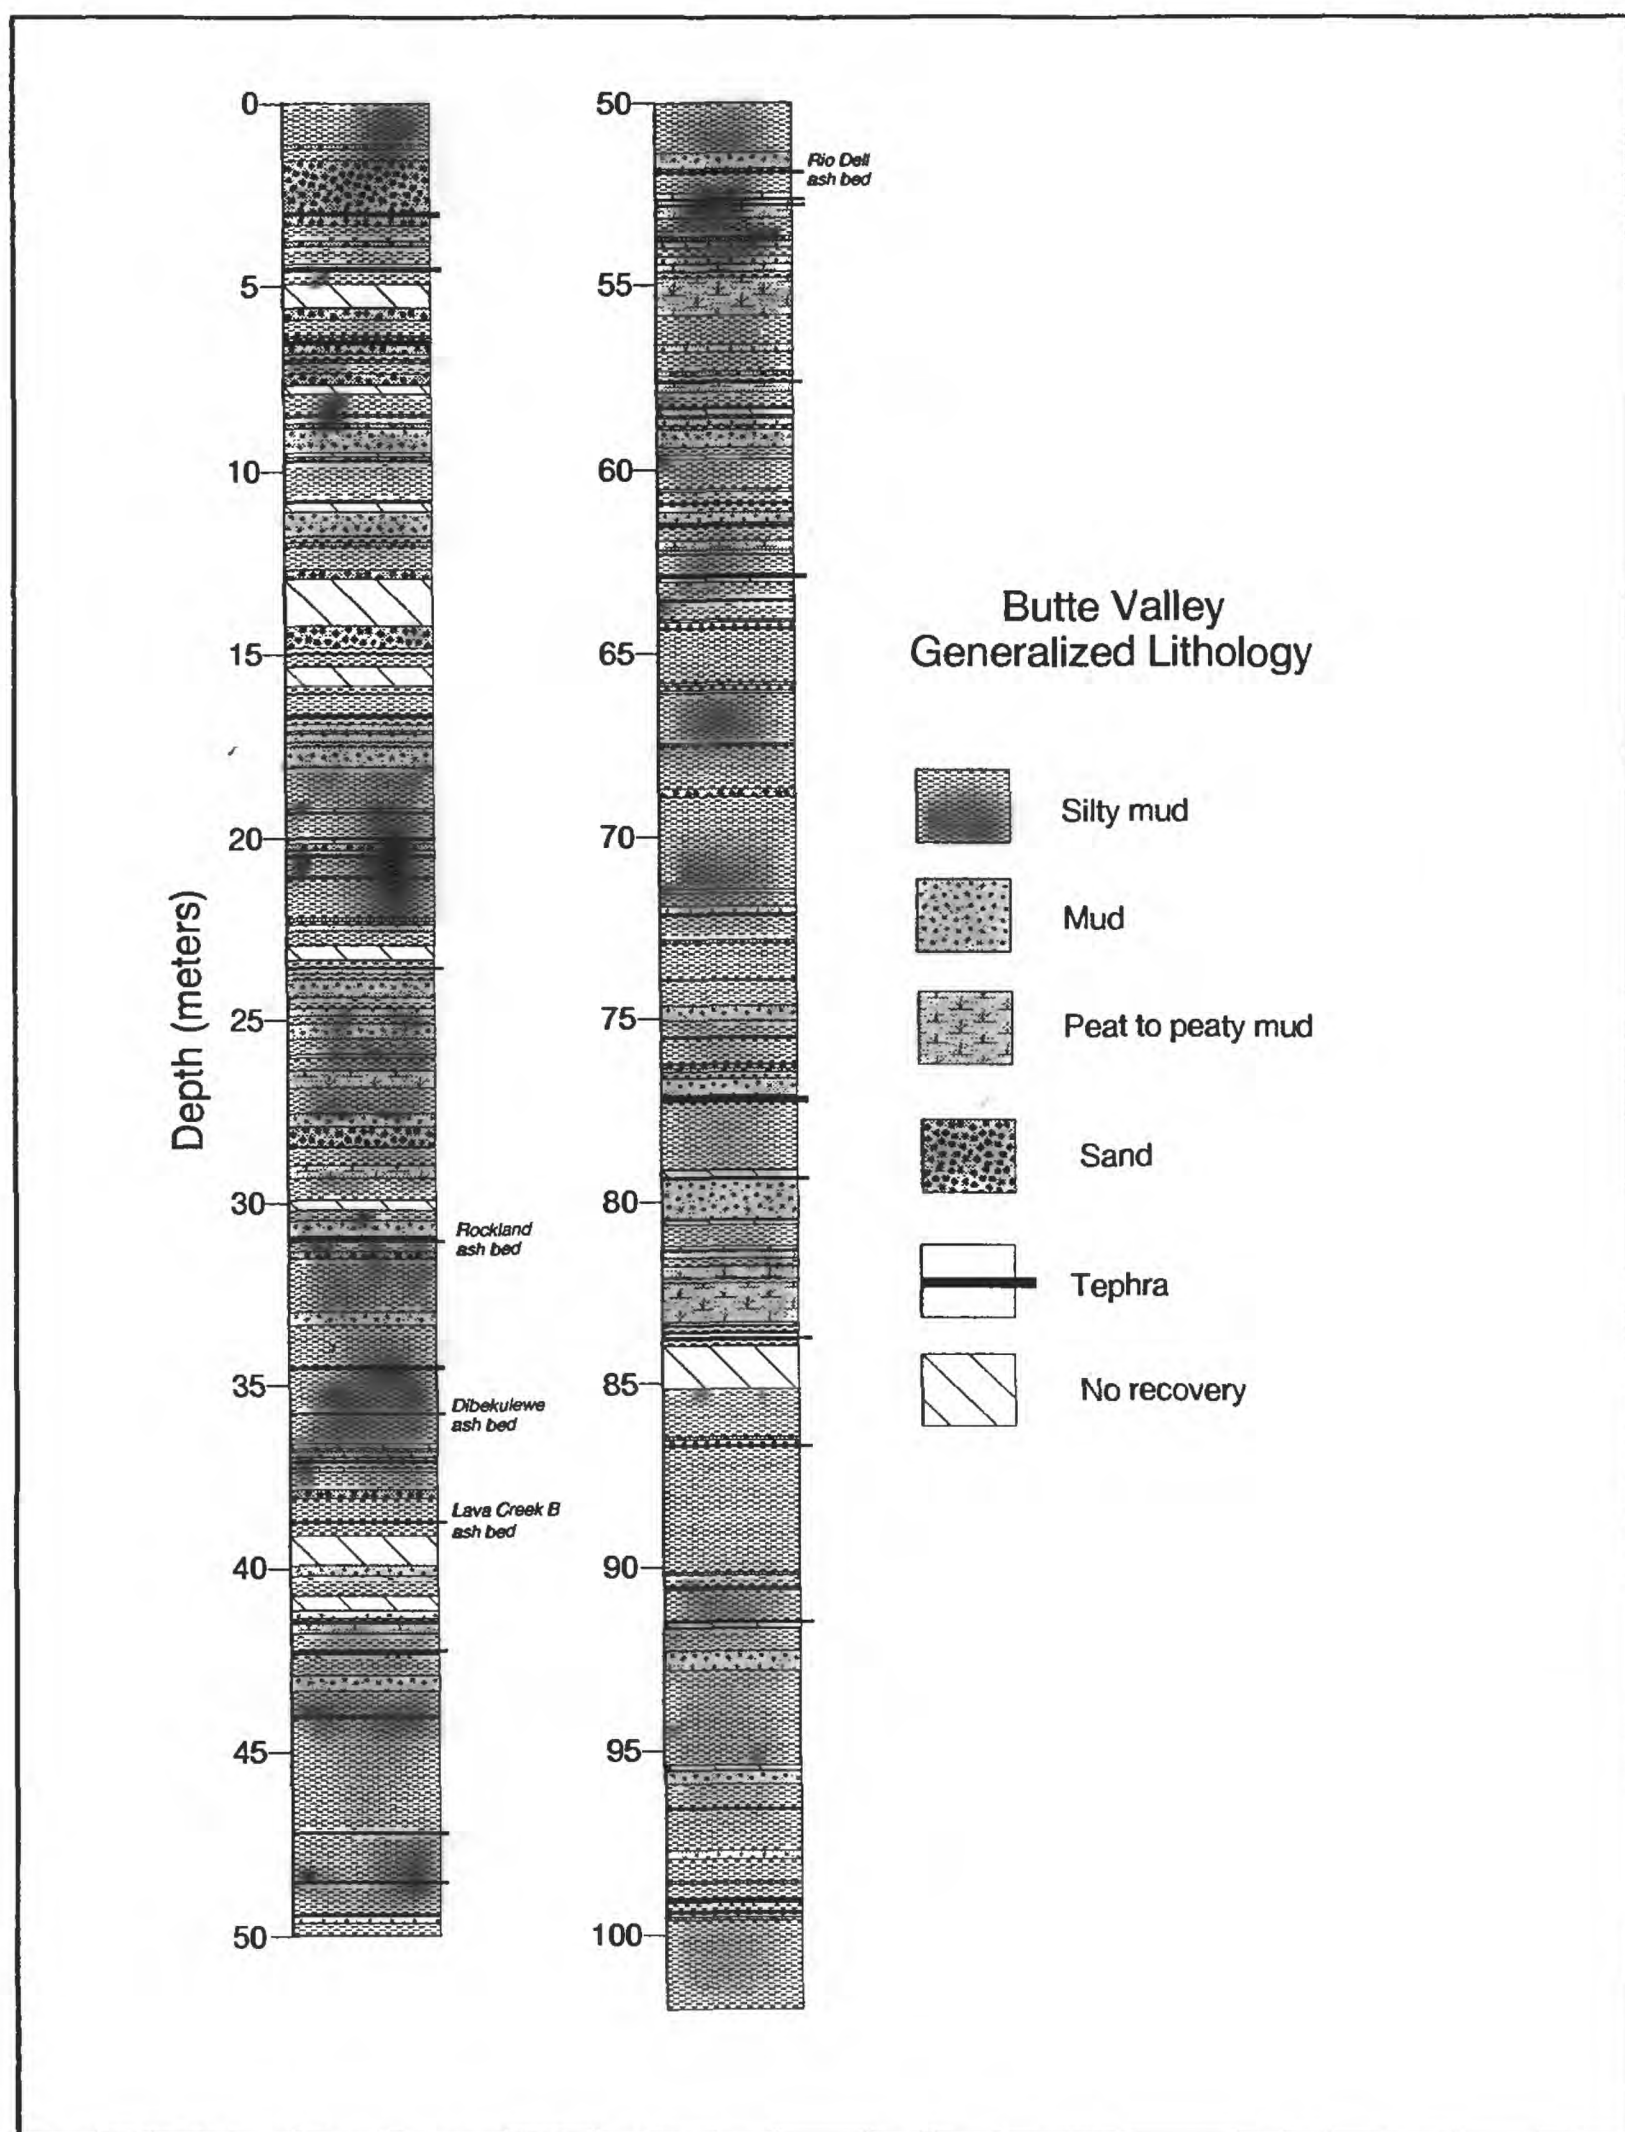 0
5
10
15
20
25
30
35
40
45
50
Depth (meters)
Rockland
ash bed
Dibekulewe
ash bed
Lava Creek B
ash bed
50
55
60
65
70
75
80
85
90
95
100
Rio Dell
ash bed
Butte Valley
Generalized Lithology
Silty mud
Mud
Peat to peaty mud
Sand
Tephra
No recovery